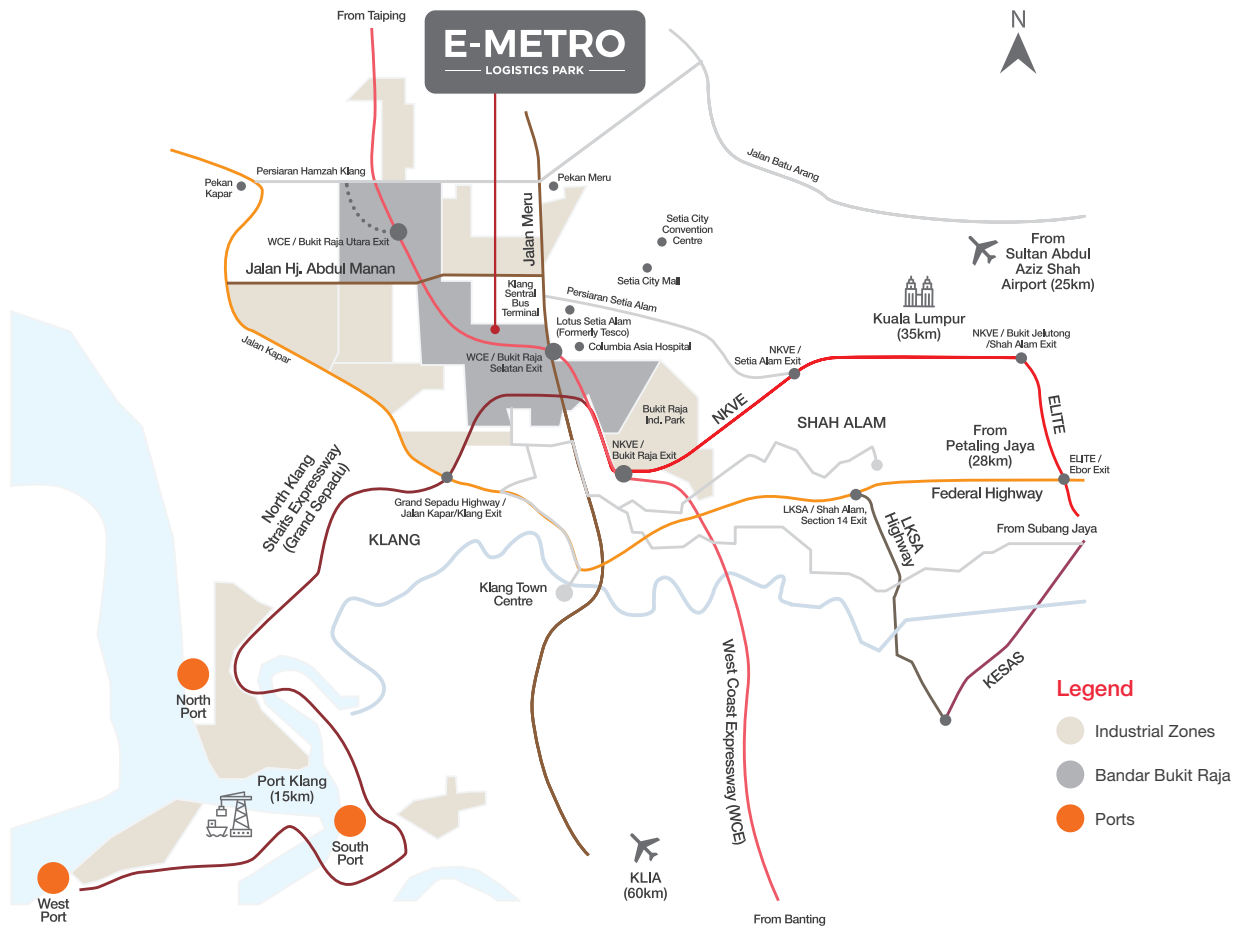 From Taiping
E-METRO
LOGISTICS PARK
N
Jalan Batu Arang
Persiaran Hamzah Klang
Pekan
Kapar
Pekan Meru
Jalan Meru
Setia City
Convention
Centre
WCE / Bukit Raja Utara Exit
From
Sultan Abdul
Aziz Shah
Airport (25km)
Jalan Hj. Abdul Manan
Setia City Mall
Klang
Sentral
Bus
Terminal
Persiaran Setia Alam
Kuala Lumpur
(35km)
Lotus Setia Alam
(Formerly Tesco)
Columbia Asia Hospital
Jalan Kapar
WCE / Bukit Raja
Selatan Exit
NKVE /
Setia Alam Exit
NKVE / Bukit Jelutong
/Shah Alam Exit
NKVE
ELITE
Bukit Raja
Ind. Park
SHAH ALAM
From
Petaling Jaya
(28km)
NKVE /
Bukit Raja Exit
ELITE /
Ebor Exit
North Klang
Straits Expressway
(Grand Sepadu)
Grand Sepadu Highway /
Jalan Kapar/Klang Exit
Federal Highway
LKSA / Shah Alam,
Section 14 Exit
LKSA
Highway
From Subang Jaya
KLANG
Klang Town
Centre
KESAS
West Coast Expressway (WCE)
North
Port
Port Klang
(15km)
South
Port
West
Port
KLIA
(60km)
From Banting
Legend
Industrial Zones
Bandar Bukit Raja
Ports